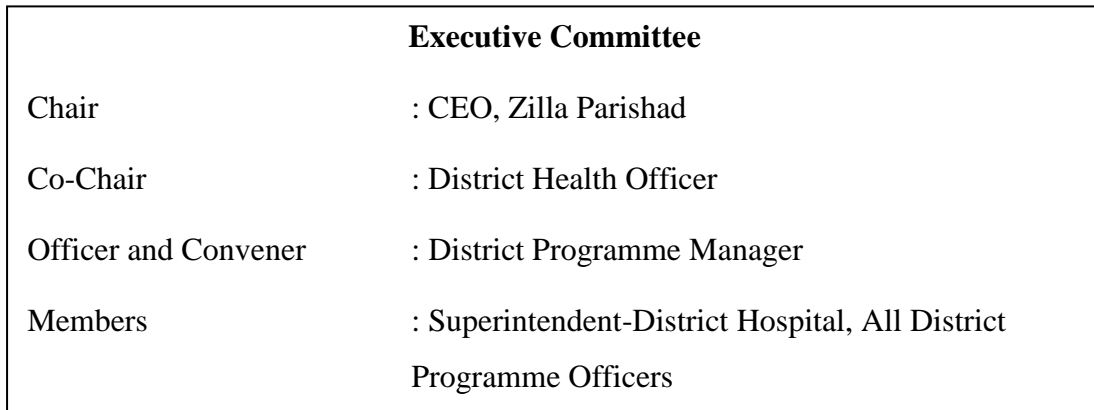 Executive Committee
Chair : CEO, Zilla Parishad
Co-Chair : District Health Officer
Officer and Convener : District Programme Manager
Members : Superintendent-District Hospital, All District
Programme Officers